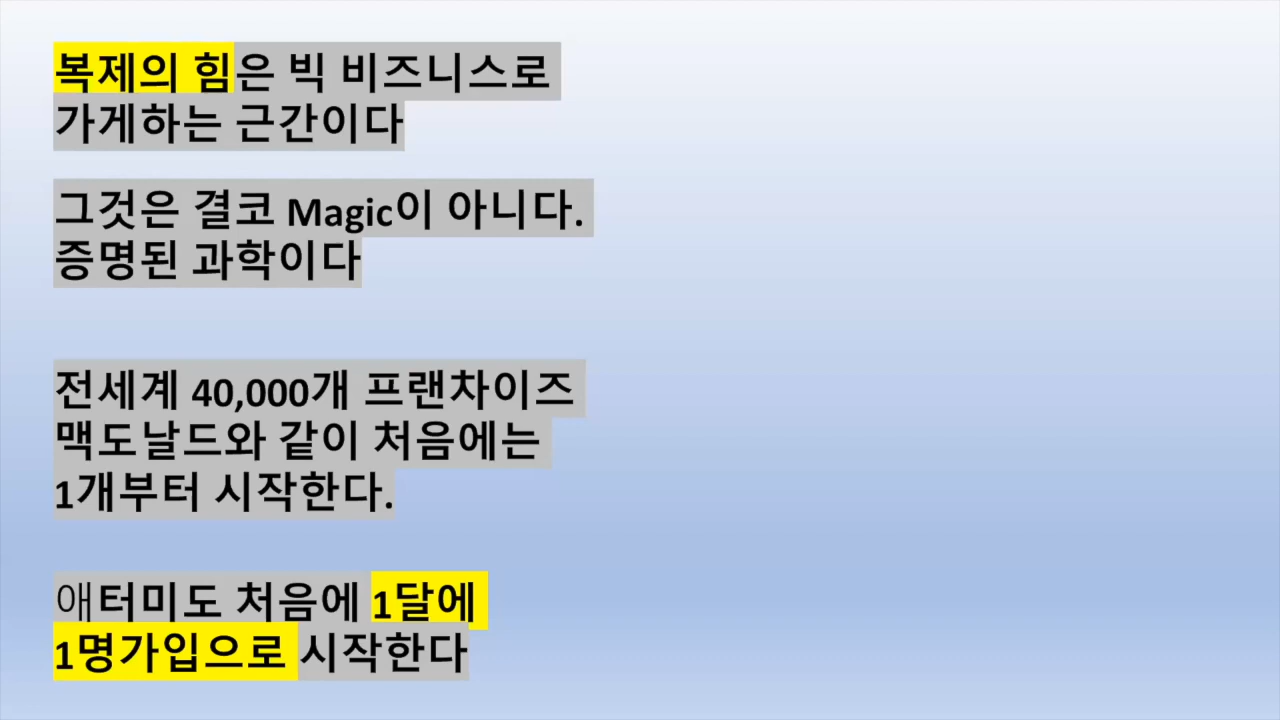 복제의 힘은 빅 비즈니스로
가게하는 근간이다
그것은 결코 Magic이 아니다.
증명된 과학이다
전세계 40,000개 프랜차이즈
맥도날드와 같이 처음에는
1개부터 시작한다.
애터미도 처음에 1달에
1명가입으로 시작한다